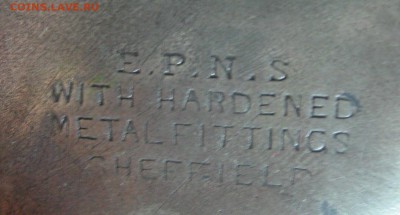 COINS.LAVE.RU
E.P.N.S
WITH HARDENED
METAL FITTINGS
SHEFFIELD